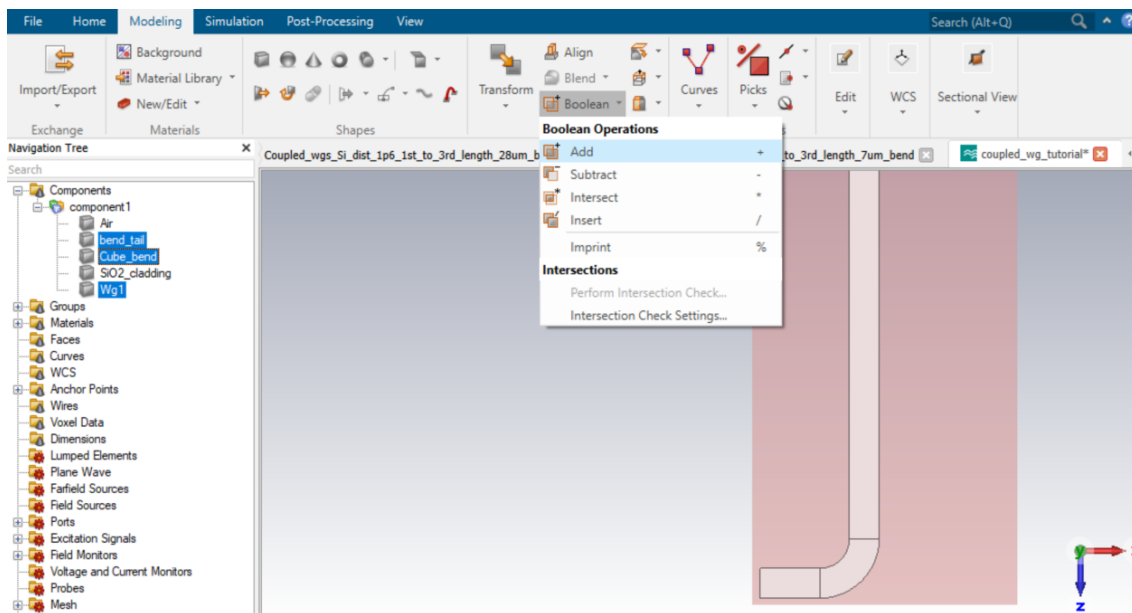 File Home Modeling Simulation Post-Processing View Search (Alt+Q)
Import/Export
Background
Material Library
New/Edit
Transform
Align
Blend
Boolean
Curves
Picks
Edit
WCS
Sectional View
Exchange Materials Shapes
Navigation Tree
Search
Components
component1
Air
bend_tail
Cube_bend
SiO2_cladding
Wg1
Groups
Materials
Faces
Curves
WCS
Anchor Points
Wires
Voxel Data
Dimensions
Lumped Elements
Plane Wave
Farfield Sources
Field Sources
Ports
Excitation Signals
Field Monitors
Voltage and Current Monitors
Probes
Mesh
Coupled_wgs_Si_dist_1p6_1st_to_3rd_length_28um_b
to_3rd_length_7um_bend
coupled_wg_tutorial*
Boolean Operations
Add +
Subtract -
Intersect *
Insert /
Imprint %
Intersections
Perform Intersection Check...
Intersection Check Settings...
y
z